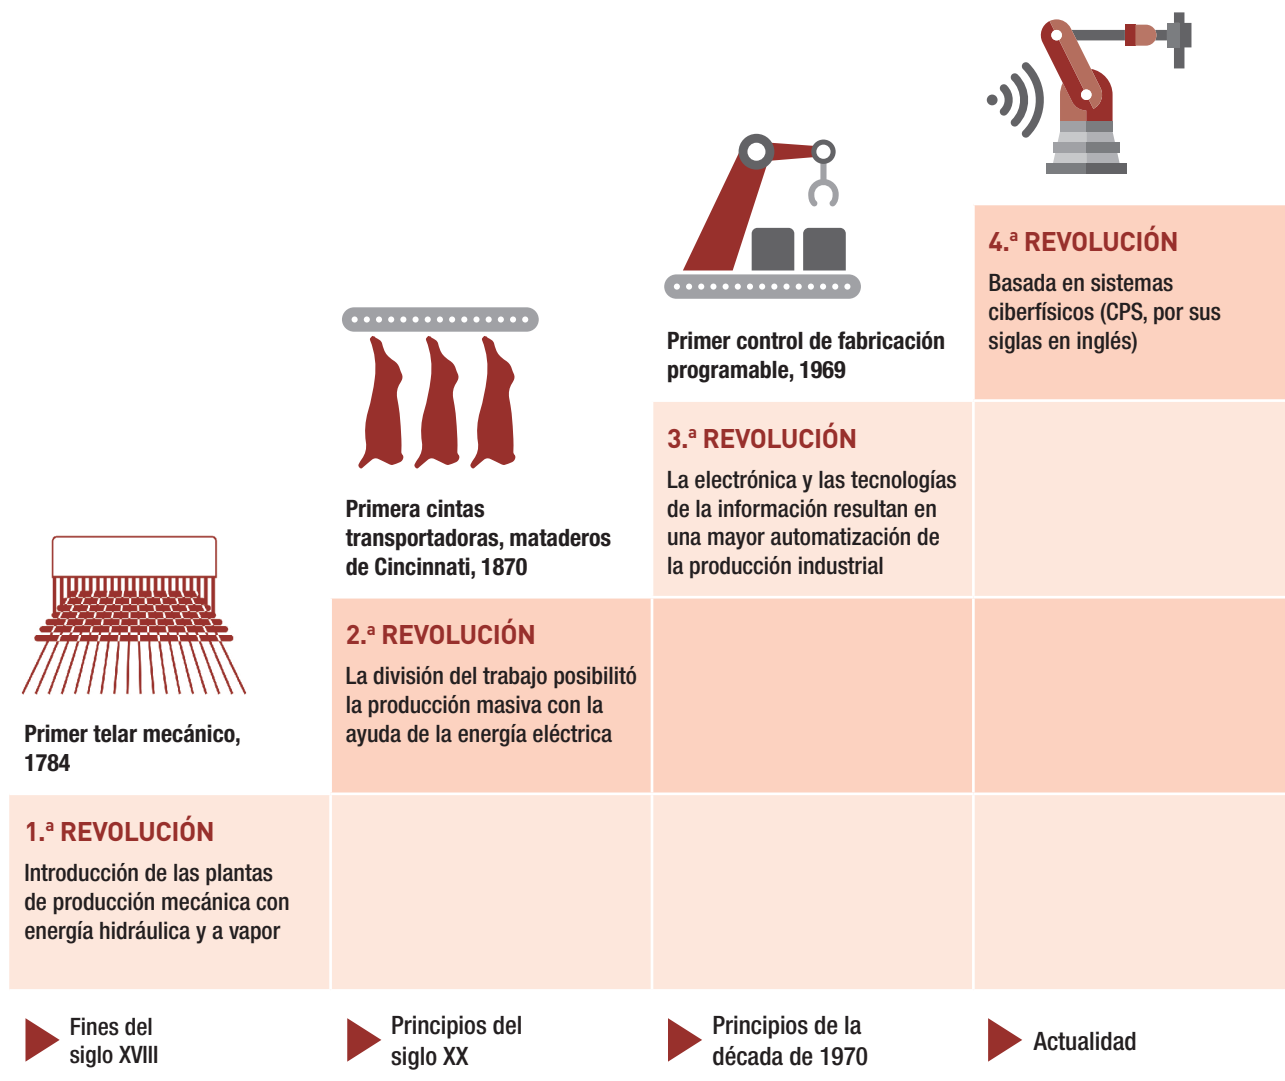 Primer telar mecánico,
1784
1.ª REVOLUCIÓN
Introducción de las plantas
de producción mecánica con
energía hidráulica y a vapor
Fines del
siglo XVIII
Primera cintas
transportadoras, mataderos
de Cincinnati, 1870
2.ª REVOLUCIÓN
La división del trabajo posibilitó
la producción masiva con la
ayuda de la energía eléctrica
Principios del
siglo XX
Primer control de fabricación
programable, 1969
3.ª REVOLUCIÓN
La electrónica y las tecnologías
de la información resultan en
una mayor automatización de
la producción industrial
Principios de la
década de 1970
4.ª REVOLUCIÓN
Basada en sistemas
ciberfísicos (CPS, por sus
siglas en inglés)
Actualidad